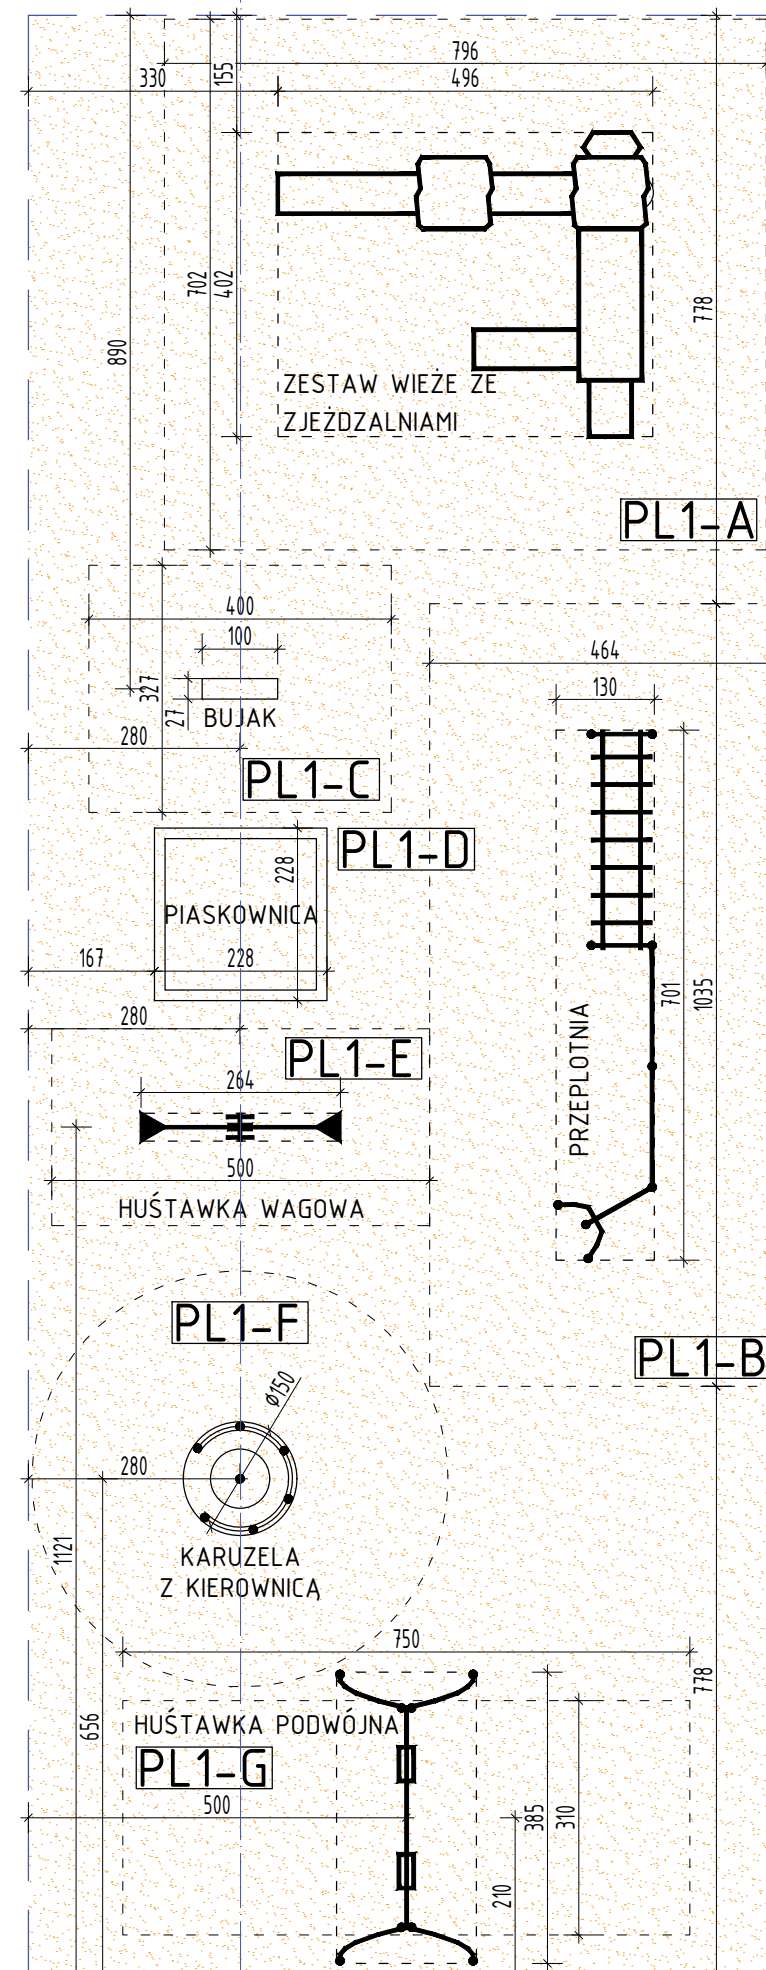 796
330
155
496
702
402
890
778
ZESTAW WIEŻE ZE
ZJEŻDŻALNIAMI
PL1-A
400
100
327
27
BUJAK
464
130
280
PL1-C
PL1-D
228
PIASKOWNICA
167
228
701
1035
PRZEPLOTNIA
280
PL1-E
264
500
HUŚTAWKA WAGOWA
PL1-F
PL1-B
ø150
280
1121
KARUZELA
Z KIEROWNICĄ
750
778
656
HUŚTAWKA PODWÓJNA
PL1-G
500
385
310
210